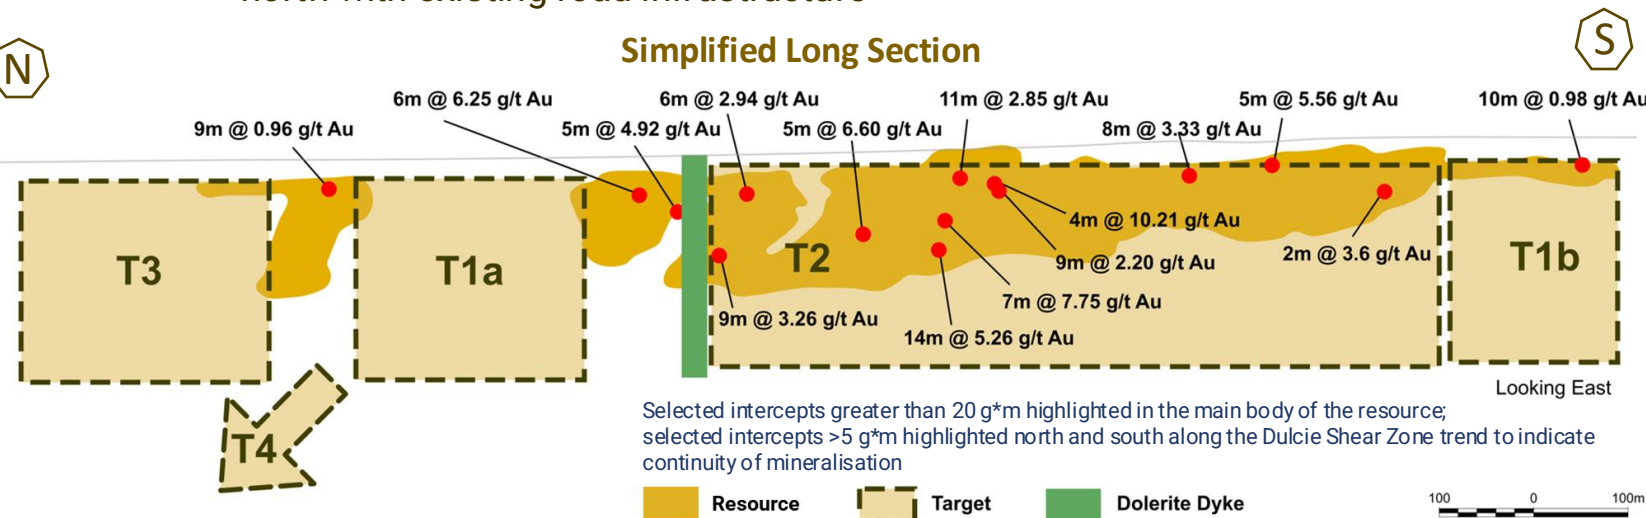 north with existing road infrastructure
Simplified Long Section
N
S
6m @ 6.25 g/t Au
6m @ 2.94 g/t Au
11m @ 2.85 g/t Au
5m @ 5.56 g/t Au
10m @ 0.98 g/t Au
9m @ 0.96 g/t Au
5m @ 4.92 g/t Au
5m @ 6.60 g/t Au
8m @ 3.33 g/t Au
4m @ 10.21 g/t Au
T3
T1a
T2
9m @ 2.20 g/t Au
2m @ 3.6 g/t Au
T1b
7m @ 7.75 g/t Au
9m @ 3.26 g/t Au
14m @ 5.26 g/t Au
Looking East
T4
Selected intercepts greater than 20 g*m highlighted in the main body of the resource;
selected intercepts >5 g*m highlighted north and south along the Dulcie Shear Zone trend to indicate
continuity of mineralisation
Resource
Target
Dolerite Dyke
100 0 100m